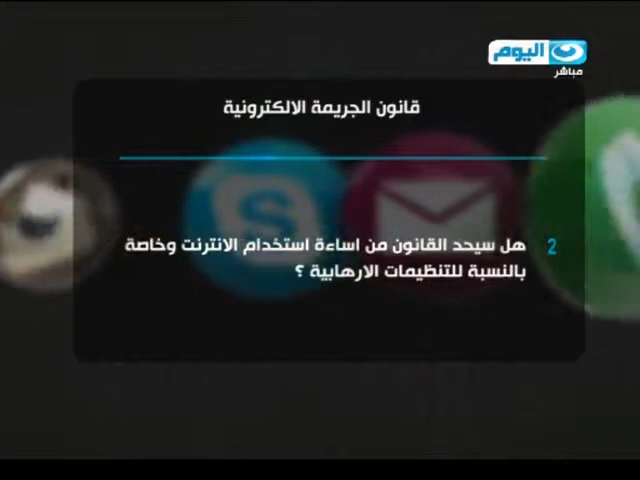 اليوم
مباشر
قانون الجريمة الالكترونية
2 هل سيحد القانون من اساءة استخدام الانترنت وخاصة
بالنسبة للتنظيمات الارهابية ؟